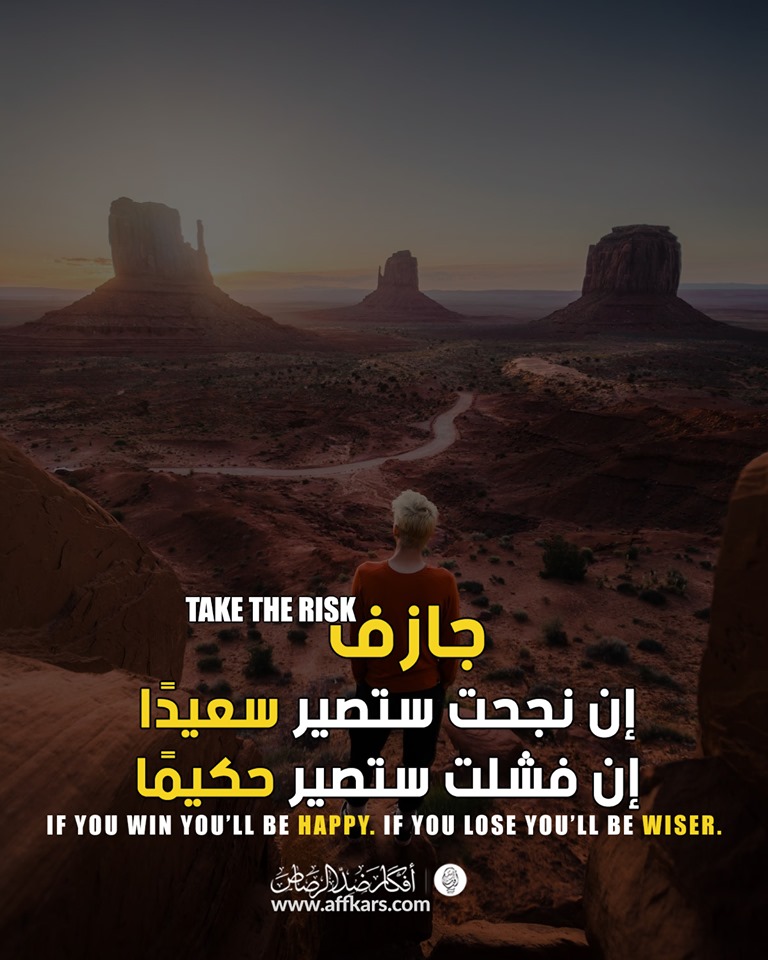 TAKE THE RISK
جازف
إن نجحت ستصير سعيدًا
إن فشلت ستصير حكيمًا
IF YOU WIN YOU'LL BE HAPPY. IF YOU LOSE YOU'LL BE WISER.
أفكار ضد الرصاص
www.affkars.com